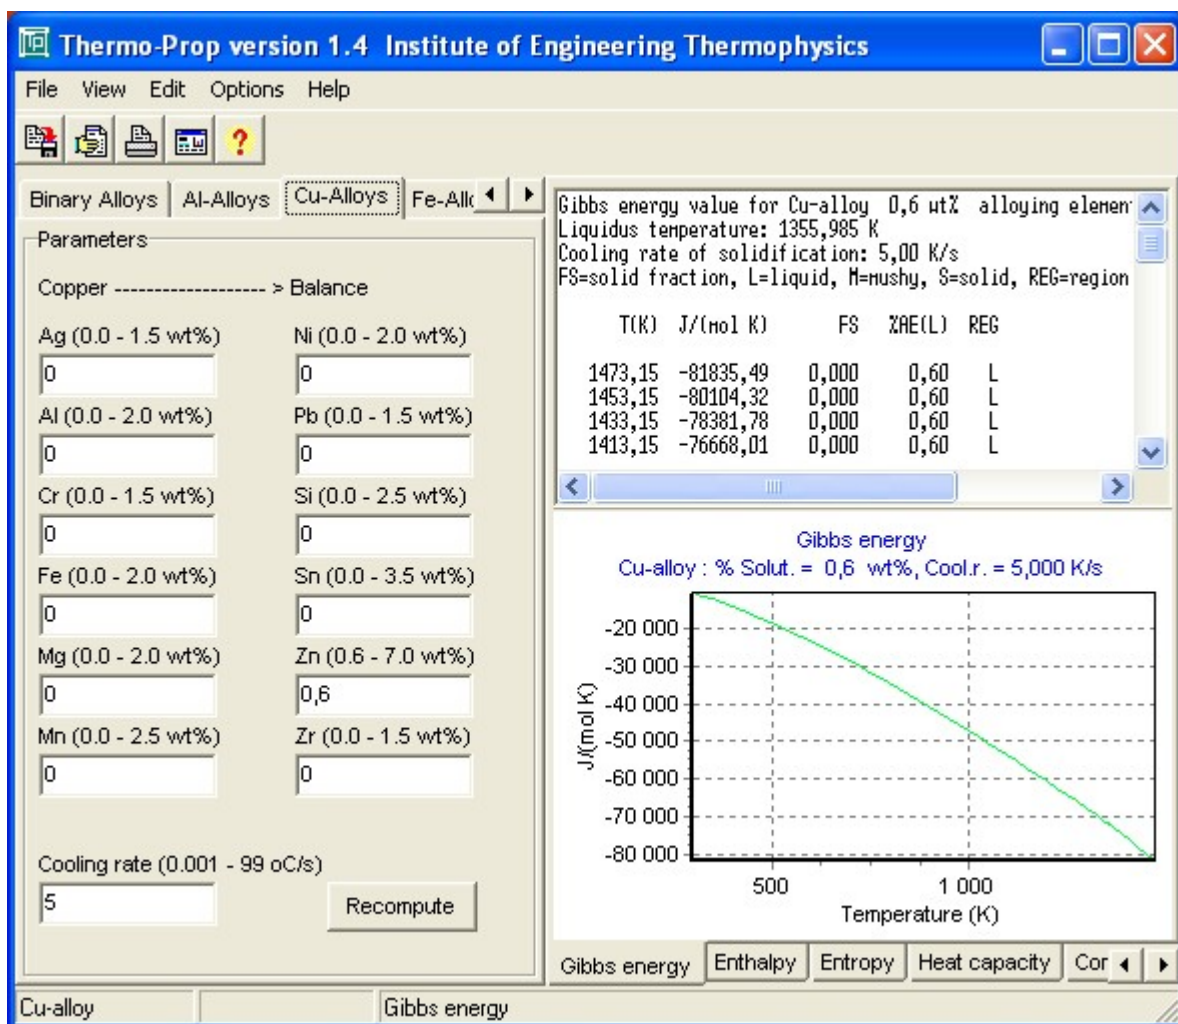 Thermo-Prop version 1.4 Institute of Engineering Thermophysics
File View Edit Options Help
Binary Alloys Al-Alloys Cu-Alloys Fe-Allo
Parameters
Copper -------------------- > Balance
Ag (0.0 - 1.5 wt%) Ni (0.0 - 2.0 wt%)
0 0
Al (0.0 - 2.0 wt%) Pb (0.0 - 1.5 wt%)
0 0
Cr (0.0 - 1.5 wt%) Si (0.0 - 2.5 wt%)
0 0
Fe (0.0 - 2.0 wt%) Sn (0.0 - 3.5 wt%)
0 0
Mg (0.0 - 2.0 wt%) Zn (0.6 - 7.0 wt%)
0 0,6
Mn (0.0 - 2.5 wt%) Zr (0.0 - 1.5 wt%)
0 0
Cooling rate (0.001 - 99 oC/s)
5 Recompute
Gibbs energy value for Cu-alloy 0,6 wt% alloying elemen
Liquidus temperature: 1355,985 K
Cooling rate of solidification: 5,00 K/s
FS=solid fraction, L=liquid, M=mushy, S=solid, REG=region
T(K) J/(mol K) FS %AE(L) REG
1473,15 -81835,49 0,000 0,60 L
1453,15 -80104,32 0,000 0,60 L
1433,15 -78381,78 0,000 0,60 L
1413,15 -76668,01 0,000 0,60 L
Gibbs energy
Cu-alloy : % Solut. = 0,6 wt%, Cool.r. = 5,000 K/s
J/(mol K)
-20 000
-30 000
-40 000
-50 000
-60 000
-70 000
-80 000
500 1 000
Temperature (K)
Gibbs energy Enthalpy Entropy Heat capacity Cor
Cu-alloy Gibbs energy